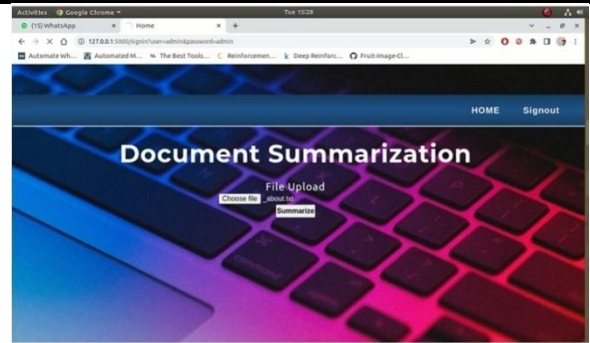 Activities Google Chrome Tue 15:28
(15) WhatsApp Home
127.0.0.1:5000/signin?user=admin&password=admin
Automate Wh... Automated M... The Best Tools... Reinforcemen... Deep Reinforc... Fruit-Image-Cl...
HOME Signout
Document Summarization
File Upload
Choose file
Summarize
command